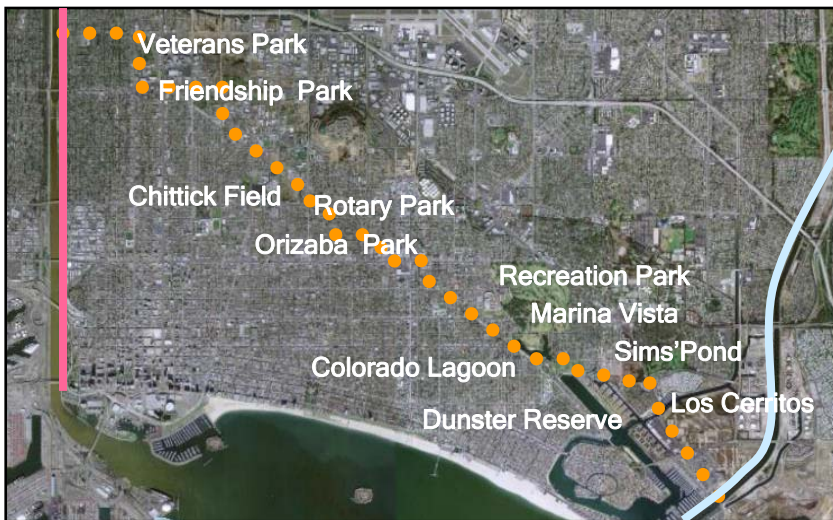 Veterans Park
Friendship Park
Chittick Field
Rotary Park
Orizaba Park
Recreation Park
Marina Vista
Sims'Pond
Colorado Lagoon
Los Cerritos
Dunster Reserve